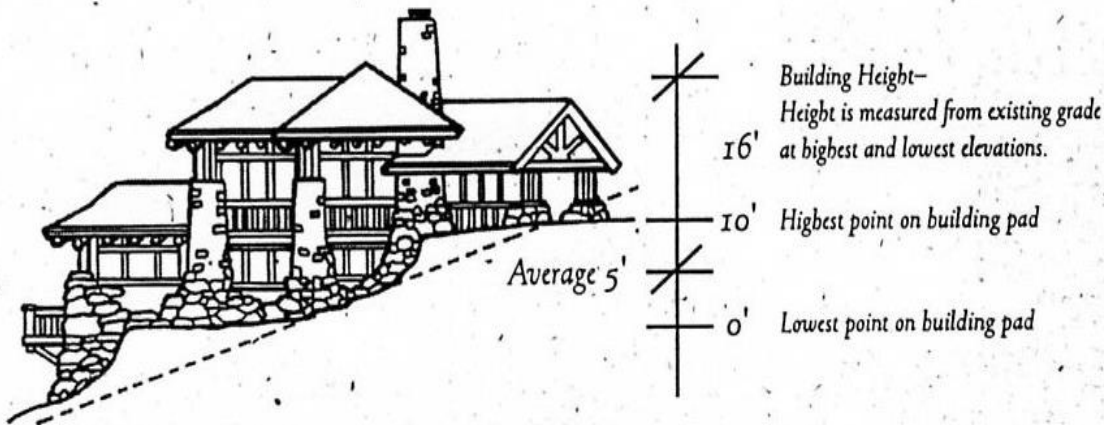 Building Height–
Height is measured from existing grade
16' at highest and lowest elevations.
10' Highest point on building pad
Average 5'
0' Lowest point on building pad